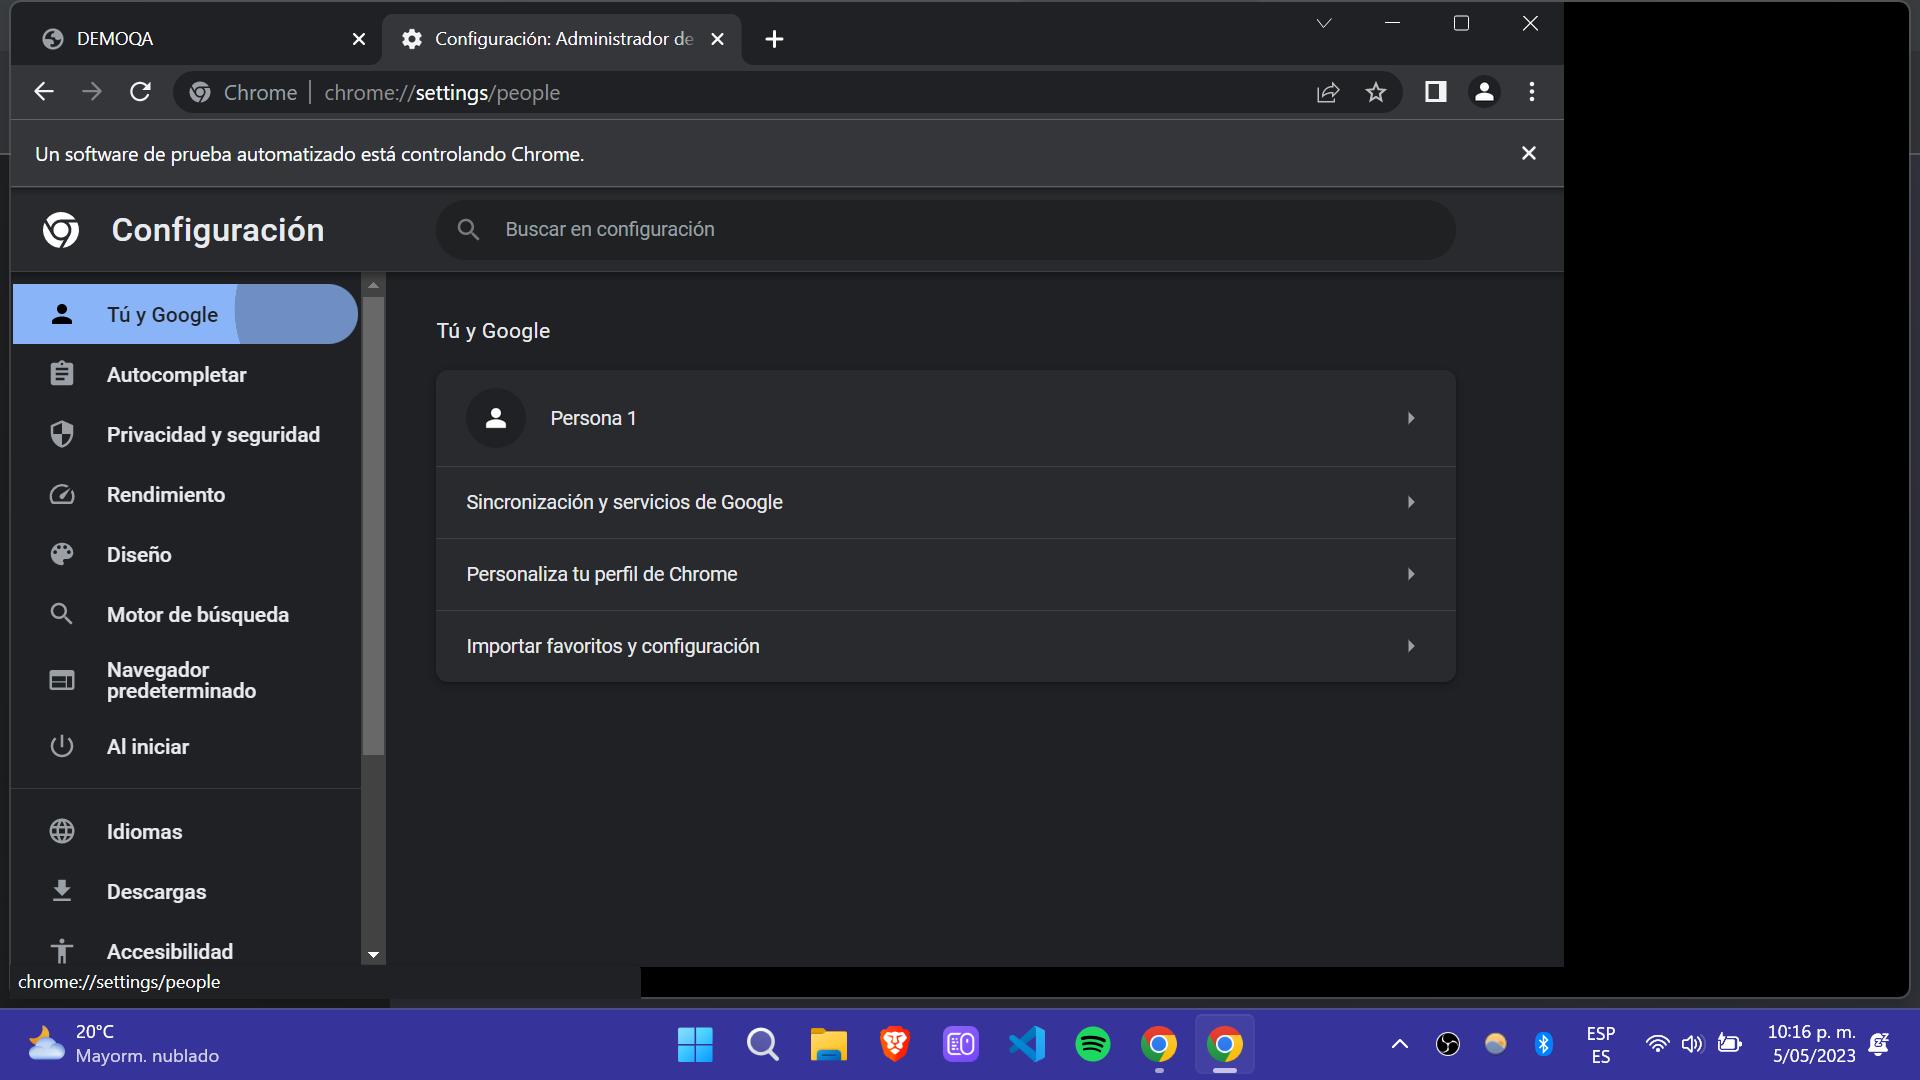 DEMOQA
Configuración: Administrador de
Chrome
chrome://settings/people
Un software de prueba automatizado está controlando Chrome.
Configuración
Buscar en configuración
Tú y Google
Autocompletar
Privacidad y seguridad
Rendimiento
Diseño
Motor de búsqueda
Navegador
predeterminado
Al iniciar
Idiomas
Descargas
Accesibilidad
Tú y Google
Persona 1
Sincronización y servicios de Google
Personaliza tu perfil de Chrome
Importar favoritos y configuración
chrome://settings/people
20°C
Mayorm. nublado
ESP
ES
10:16 p. m.
5/05/2023